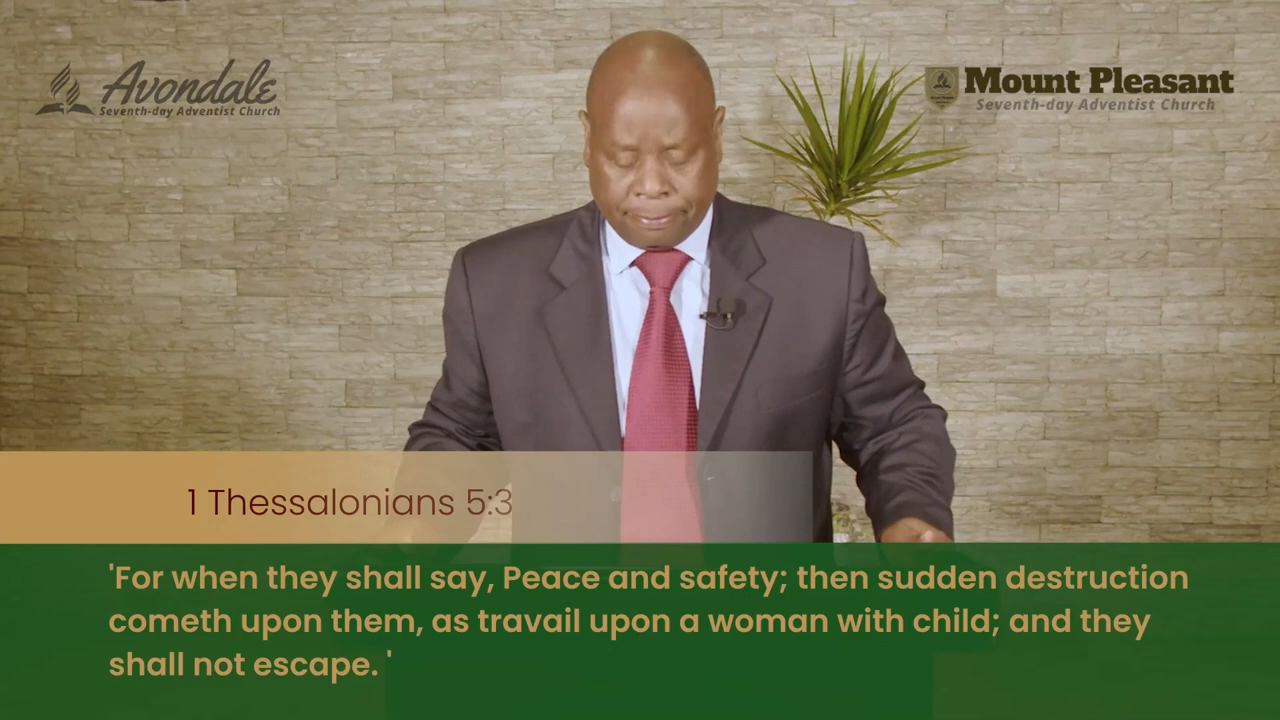 Avondale
Seventh-day Adventist Church
Mount Pleasant
Seventh-day Adventist Church
1 Thessalonians 5:3
'For when they shall say, Peace and safety; then sudden destruction
cometh upon them, as travail upon a woman with child; and they
shall not escape. '